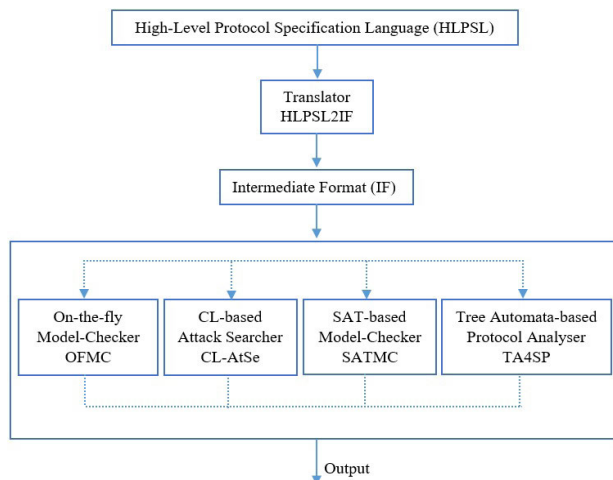 High-Level Protocol Specification Language (HLPSL)
Translator
HLPSL2IF
Intermediate Format (IF)
On-the-fly
Model-Checker
OFMC
CL-based
Attack Searcher
CL-AtSe
SAT-based
Model-Checker
SATMC
Tree Automata-based
Protocol Analyser
TA4SP
Output